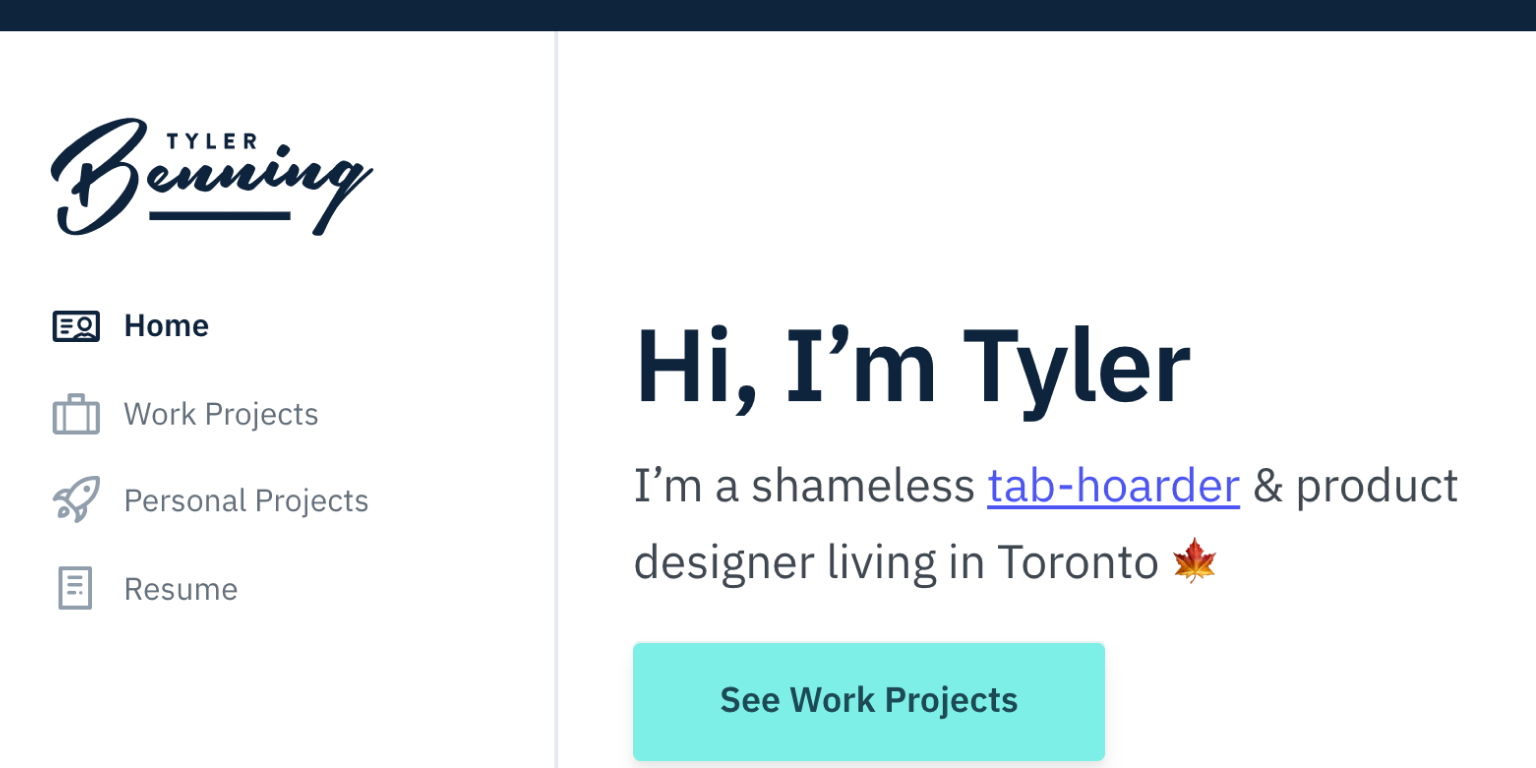 TYLER
Benning
Home
Work Projects
Personal Projects
Resume
Hi, I’m Tyler
I’m a shameless tab-hoarder & product
designer living in Toronto 🍁
See Work Projects